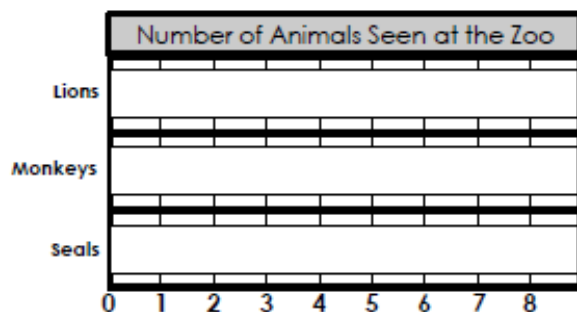 Number of Animals Seen at the Zoo
Lions
Monkeys
Seals
0 1 2 3 4 5 6 7 8